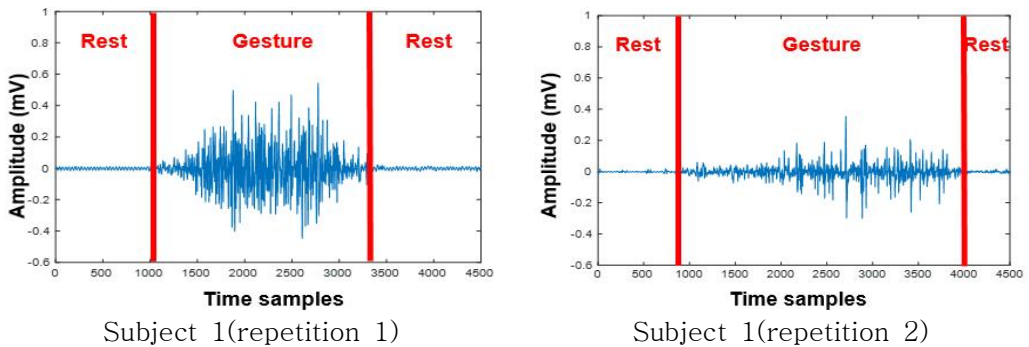 1
0.8
0.6
0.4
0.2
0
-0.2
-0.4
-0.6
Amplitude (mV)
Rest
Gesture
Rest
0 500 1000 1500 2000 2500 3000 3500 4000 4500
Time samples
Subject 1(repetition 1)
1
0.8
0.6
0.4
0.2
0
-0.2
-0.4
-0.6
Amplitude (mV)
Rest
Gesture
Rest
0 500 1000 1500 2000 2500 3000 3500 4000 4500
Time samples
Subject 1(repetition 2)